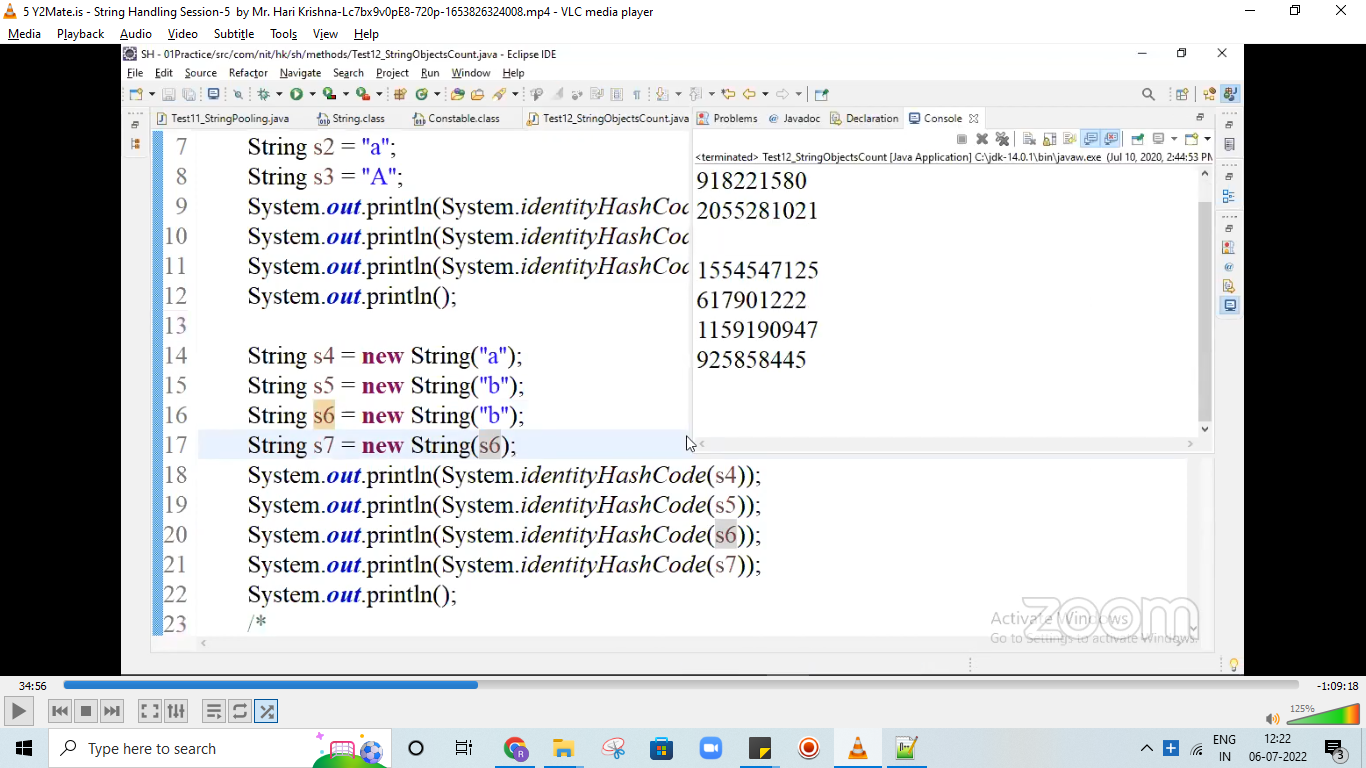 5 Y2Mate.is - String Handling Session-5 by Mr. Hari Krishna-Lc7bx9v0pE8-720p-1653826324008.mp4 - VLC media player
Media Playback Audio Video Subtitle Tools View Help
SH - 01Practice/src/com/nit/hk/sh/methods/Test12_StringObjectsCount.java - Eclipse IDE
File Edit Source Refactor Navigate Search Project Run Window Help
Test11_StringPooling.java String.class Constable.class Test12_StringObjectsCount.java Problems Javadoc Declaration Console
<terminated> Test12_StringObjectsCount [Java Application] C:\jdk-14.0.1\bin\javaw.exe (Jul 10, 2020, 2:44:53 PM
7 String s2 = "a";
8 String s3 = "A";
9 System.out.println(System.identityHashCo
10 System.out.println(System.identityHashCo
11 System.out.println(System.identityHashCo
12 System.out.println();
13
14 String s4 = new String("a");
15 String s5 = new String("b");
16 String s6 = new String("b");
17 String s7 = new String(s6);
18 System.out.println(System.identityHashCode(s4));
19 System.out.println(System.identityHashCode(s5));
20 System.out.println(System.identityHashCode(s6));
21 System.out.println(System.identityHashCode(s7));
22 System.out.println();
23 /*
918221580
2055281021
1554547125
617901222
1159190947
925858445
zoom
Activate Windows
Go to Settings to activate Windows.
34:56
-1:09:18
125%
Type here to search
ENG
IN
12:22
06-07-2022
3